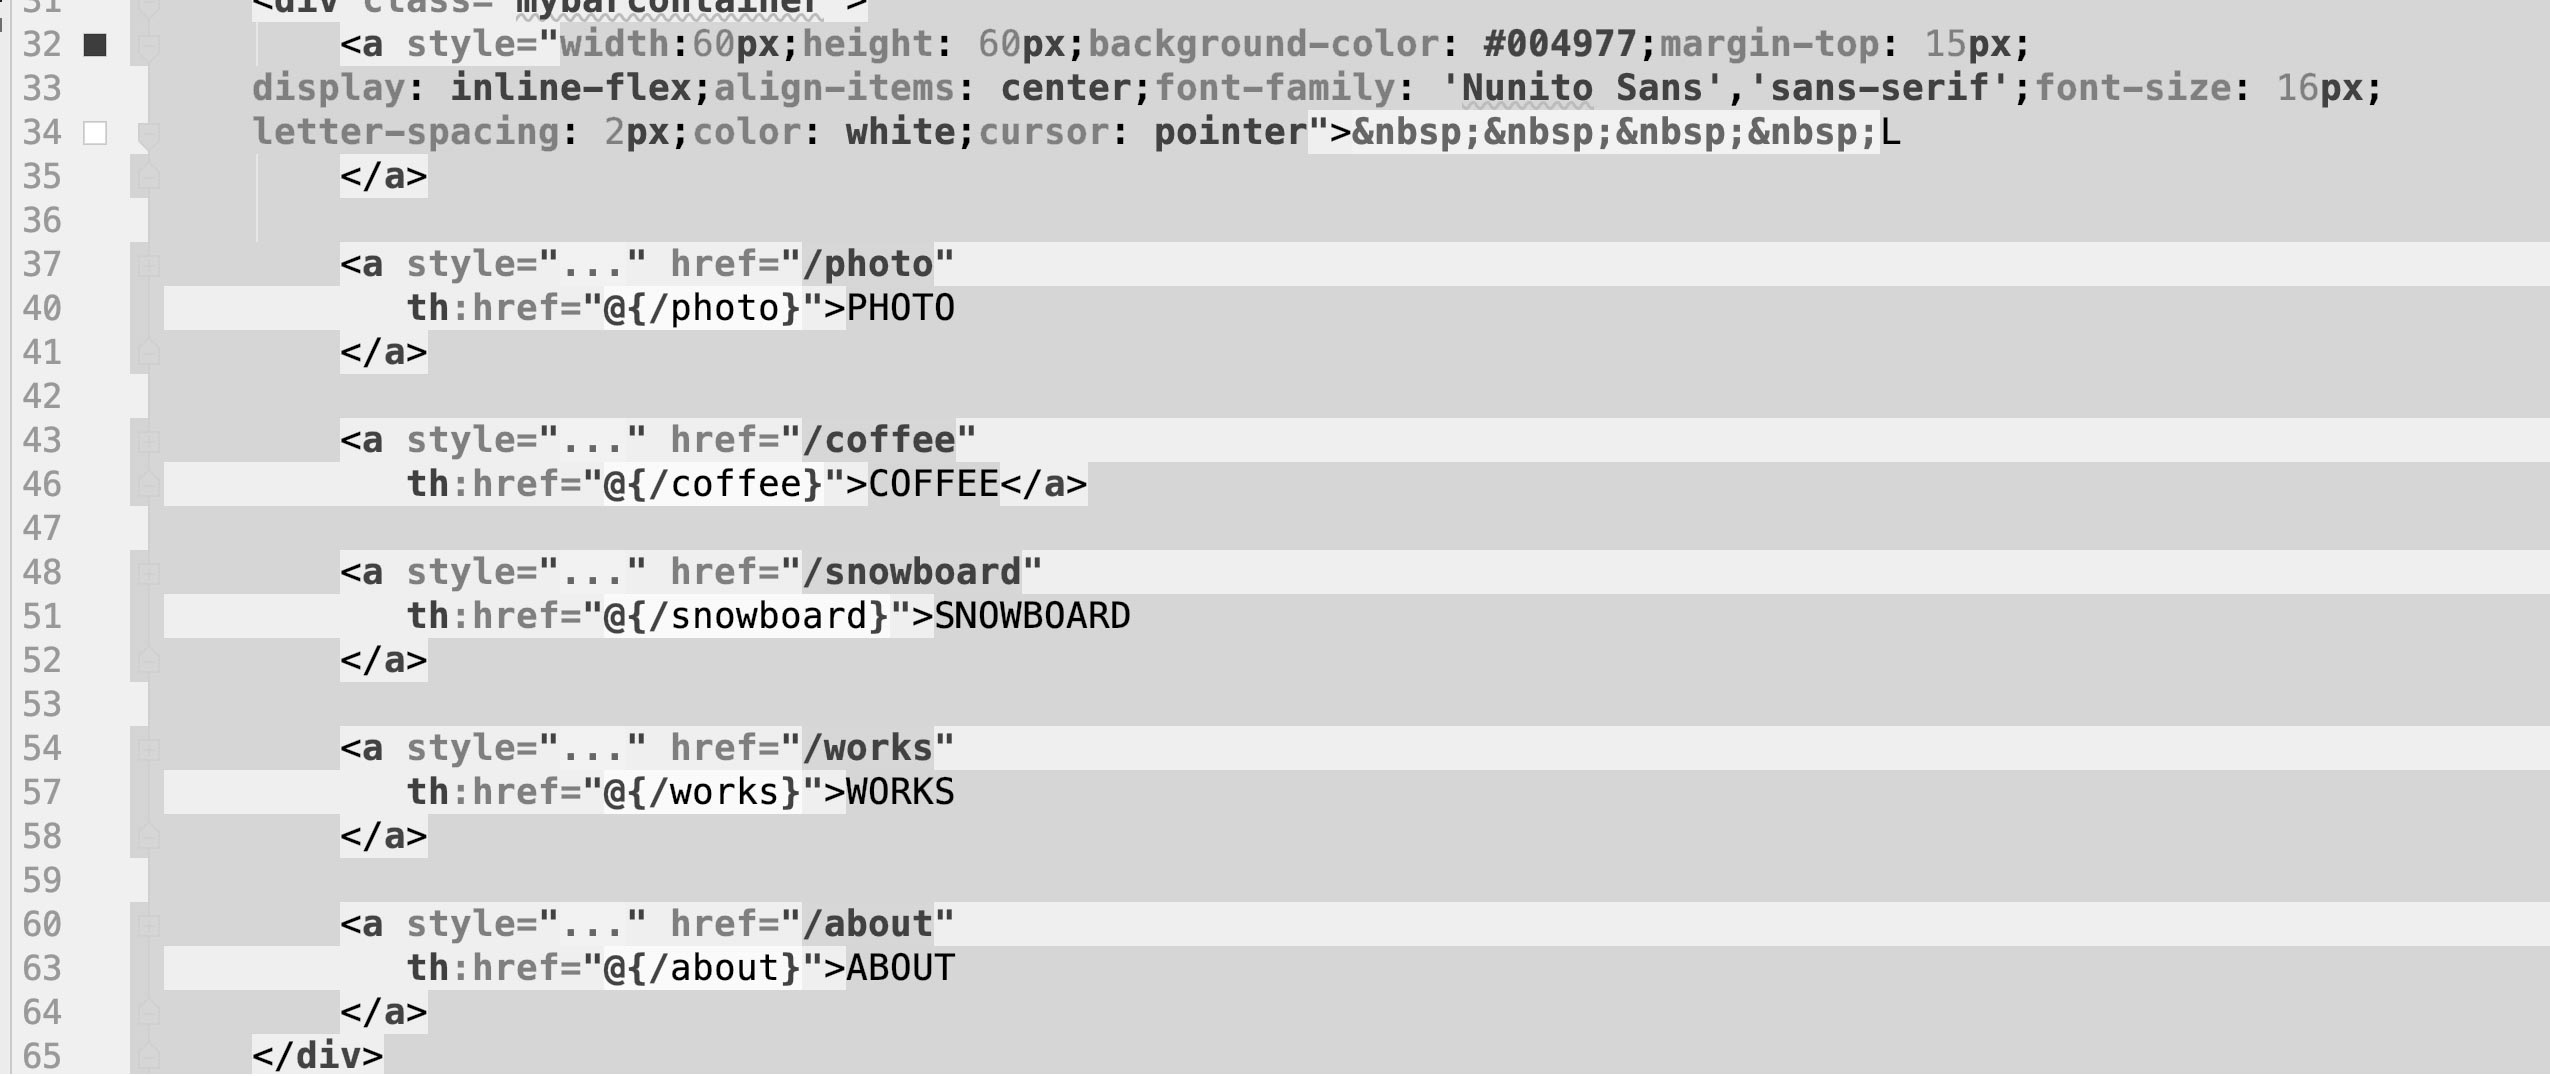 31 <div class="mybarcontainer">
32 <a style="width:60px;height: 60px;background-color: #004977;margin-top: 15px;
33 display: inline-flex;align-items: center;font-family: 'Nunito Sans','sans-serif';font-size: 16px;
34 letter-spacing: 2px;color: white;cursor: pointer">&nbsp;&nbsp;&nbsp;&nbsp;L
35 </a>
36
37 <a style="..." href="/photo"
40 th:href="@{/photo}">PHOTO
41 </a>
42
43 <a style="..." href="/coffee"
46 th:href="@{/coffee}">COFFEE</a>
47
48 <a style="..." href="/snowboard"
51 th:href="@{/snowboard}">SNOWBOARD
52 </a>
53
54 <a style="..." href="/works"
57 th:href="@{/works}">WORKS
58 </a>
59
60 <a style="..." href="/about"
63 th:href="@{/about}">ABOUT
64 </a>
65 </div>